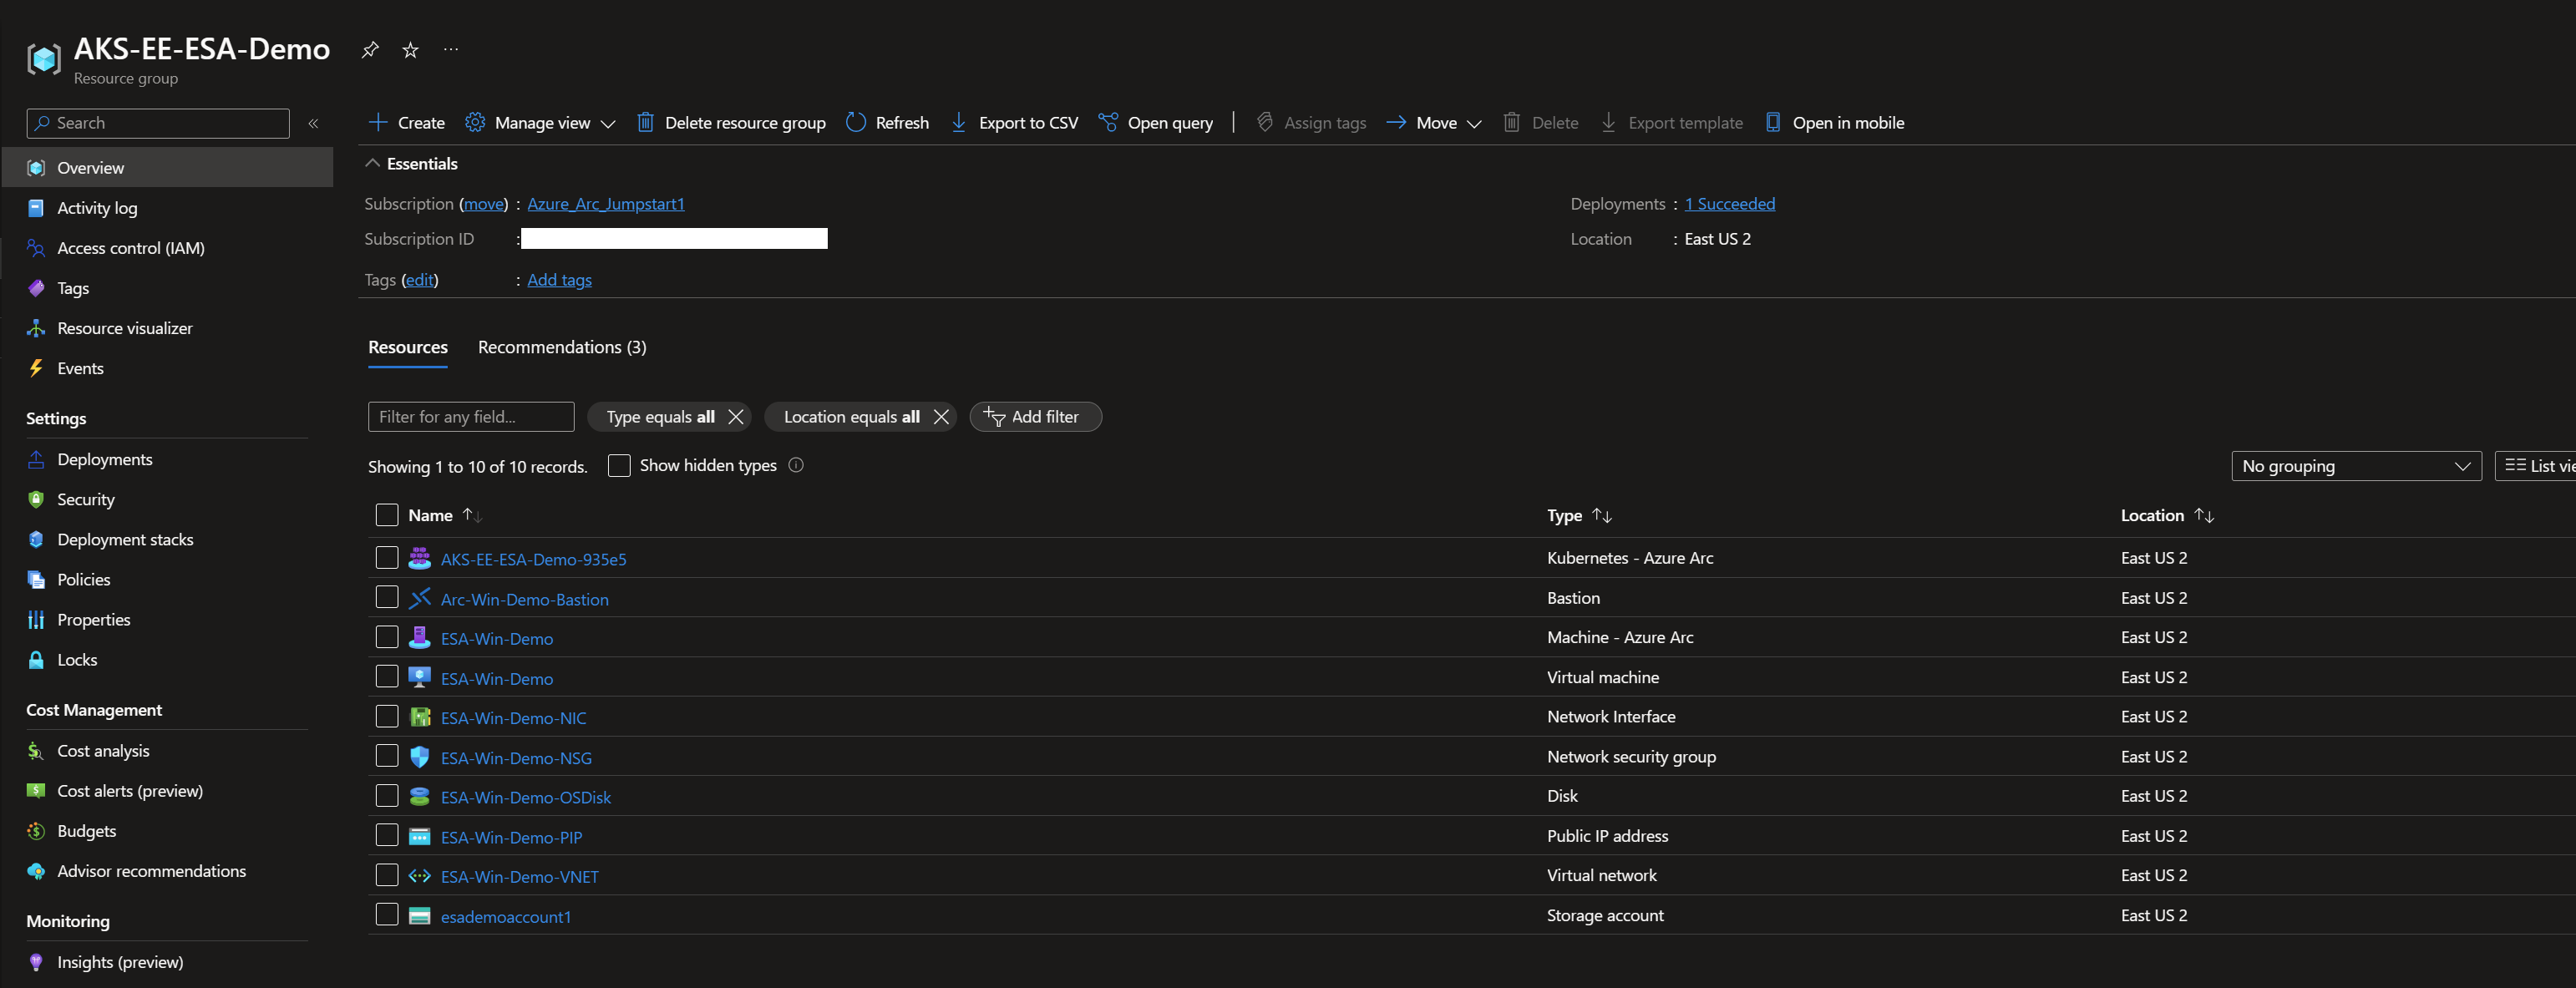 AKS-EE-ESA-Demo
Resource group
Search
Overview
Activity log
Access control (IAM)
Tags
Resource visualizer
Events
Settings
Deployments
Security
Deployment stacks
Policies
Properties
Locks
Cost Management
Cost analysis
Cost alerts (preview)
Budgets
Advisor recommendations
Monitoring
Insights (preview)
Create Manage view Delete resource group Refresh Export to CSV Open query Assign tags Move Delete Export template Open in mobile
Essentials
Subscription (move) : Azure_Arc_Jumpstart1
Subscription ID :
Tags (edit) : Add tags
Deployments : 1 Succeeded
Location : East US 2
Resources Recommendations (3)
Filter for any field... Type equals all Location equals all Add filter
Showing 1 to 10 of 10 records. Show hidden types No grouping List vie
Name Type Location
AKS-EE-ESA-Demo-935e5 Kubernetes - Azure Arc East US 2
Arc-Win-Demo-Bastion Bastion East US 2
ESA-Win-Demo Machine - Azure Arc East US 2
ESA-Win-Demo Virtual machine East US 2
ESA-Win-Demo-NIC Network Interface East US 2
ESA-Win-Demo-NSG Network security group East US 2
ESA-Win-Demo-OSDisk Disk East US 2
ESA-Win-Demo-PIP Public IP address East US 2
ESA-Win-Demo-VNET Virtual network East US 2
esademoaccount1 Storage account East US 2